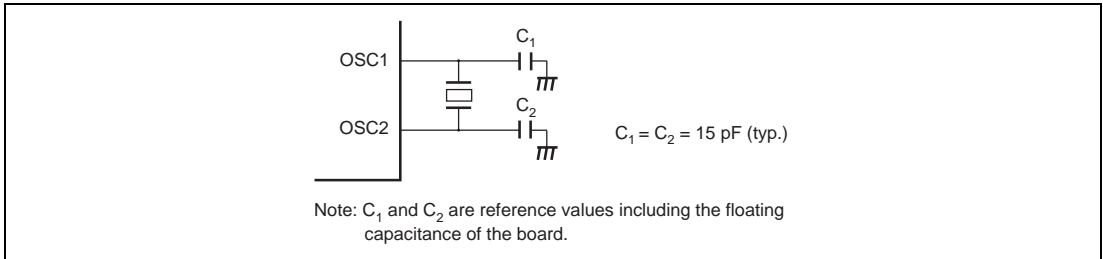 C₁
OSC1
C₂
OSC2
C₁ = C₂ = 15 pF (typ.)
Note: C₁ and C₂ are reference values including the floating
capacitance of the board.